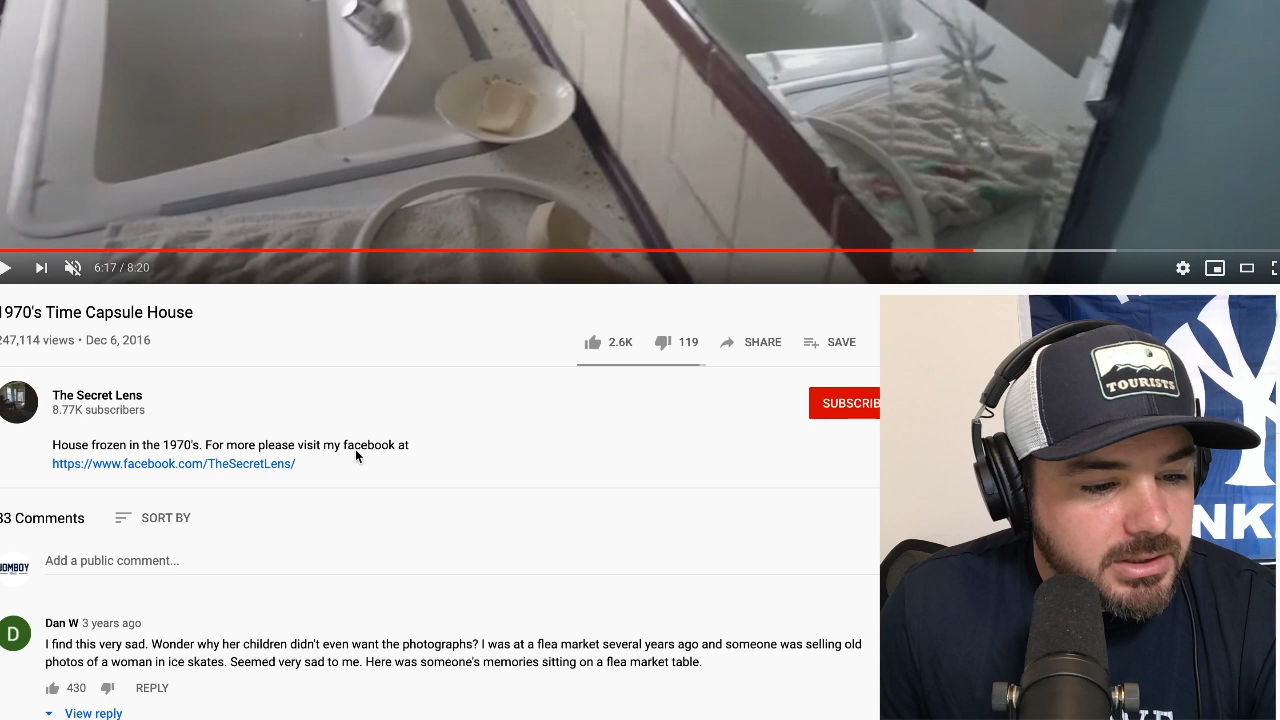 6:17 / 8:20
1970's Time Capsule House
247,114 views • Dec 6, 2016
2.6K
119
SHARE
SAVE
The Secret Lens
8.77K subscribers
SUBSCRIB
House frozen in the 1970's. For more please visit my facebook at
https://www.facebook.com/TheSecretLens/
33 Comments
SORT BY
JOMBOY
Add a public comment...
D
Dan W 3 years ago
I find this very sad. Wonder why her children didn't even want the photographs? I was at a flea market several years ago and someone was selling old
photos of a woman in ice skates. Seemed very sad to me. Here was someone's memories sitting on a flea market table.
430
REPLY
View reply
TOURISTS
NK